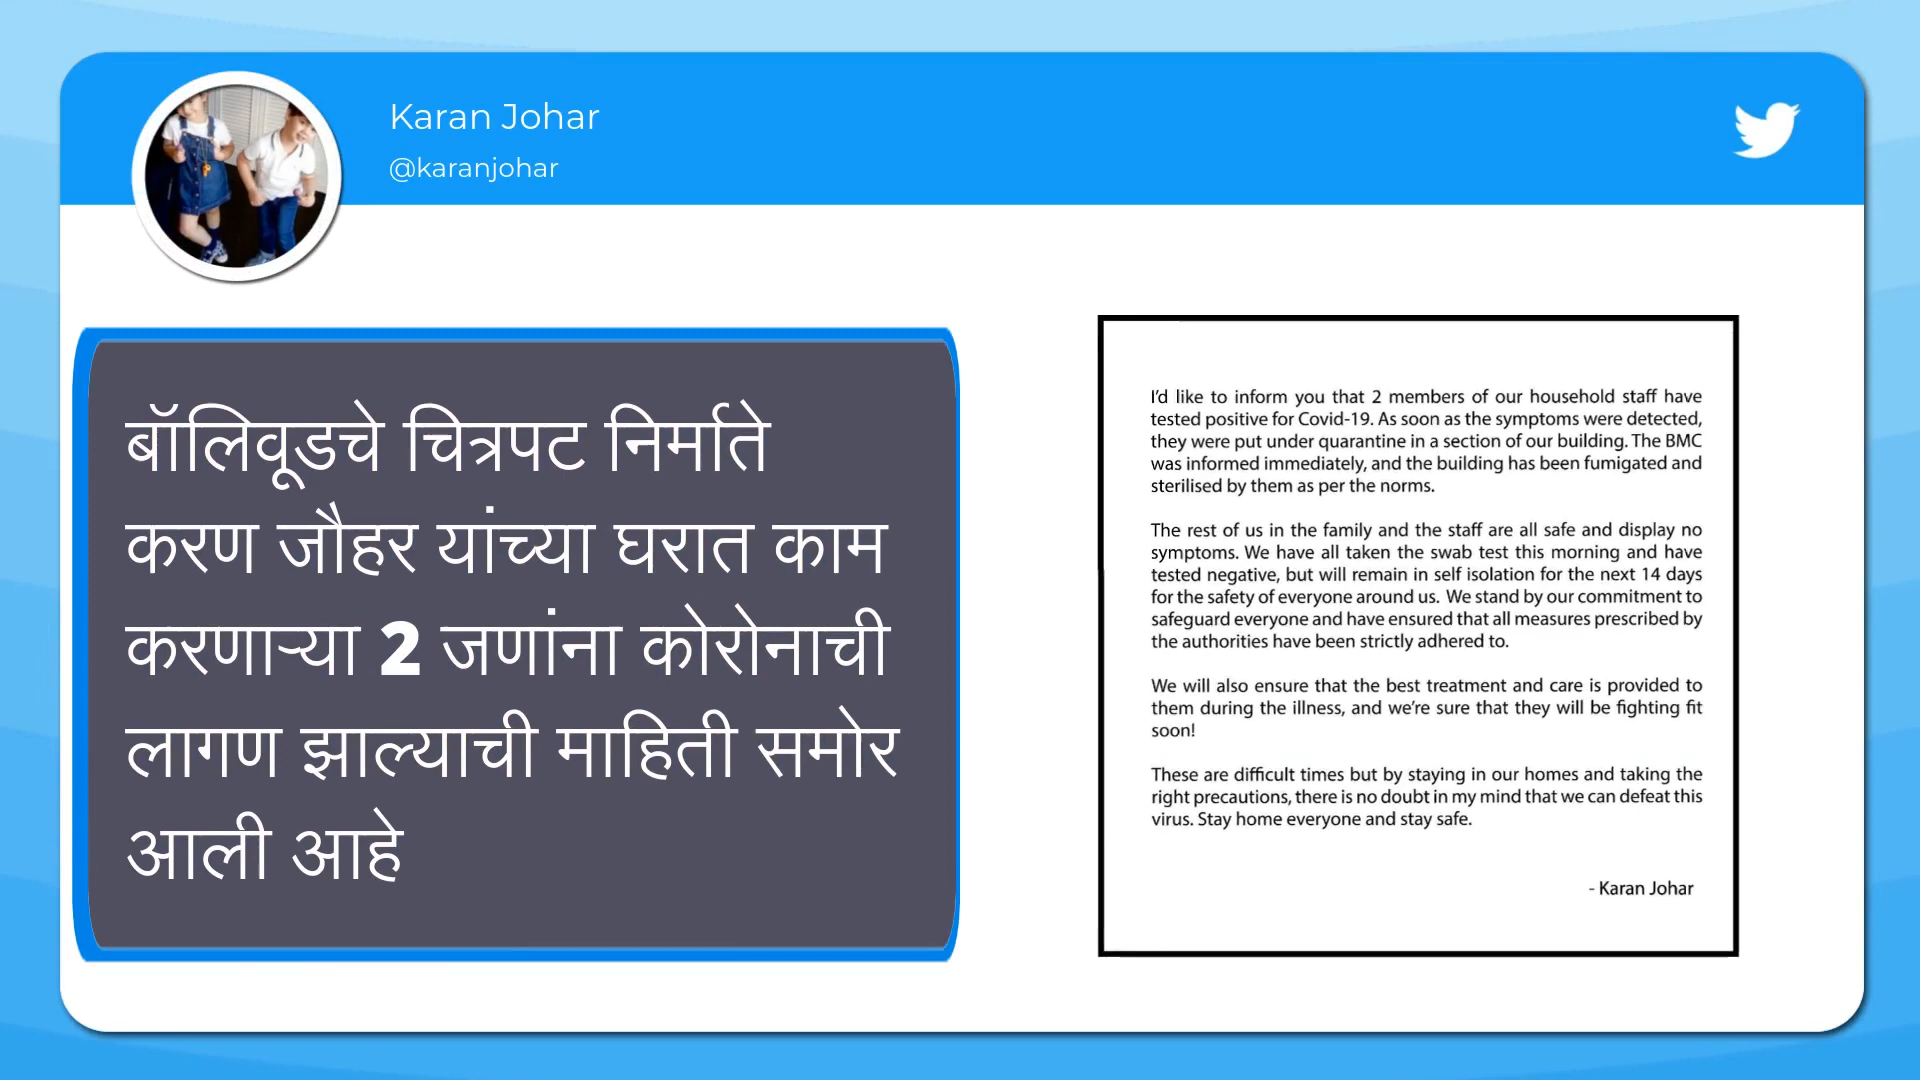 Karan Johar
@karanjohar
बॉलिवूडचे चित्रपट निर्माते
करण जौहर यांच्या घरात काम
करणाऱ्या 2 जणांना कोरोनाची
लागण झाल्याची माहिती समोर
आली आहे
I'd like to inform you that 2 members of our household staff have
tested positive for Covid-19. As soon as the symptoms were detected,
they were put under quarantine in a section of our building. The BMC
was informed immediately, and the building has been fumigated and
sterilised by them as per the norms.
The rest of us in the family and the staff are all safe and display no
symptoms. We have all taken the swab test this morning and have
tested negative, but will remain in self isolation for the next 14 days
for the safety of everyone around us. We stand by our commitment to
safeguard everyone and have ensured that all measures prescribed by
the authorities have been strictly adhered to.
We will also ensure that the best treatment and care is provided to
them during the illness, and we're sure that they will be fighting fit
soon!
These are difficult times but by staying in our homes and taking the
right precautions, there is no doubt in my mind that we can defeat this
virus. Stay home everyone and stay safe.
- Karan Johar